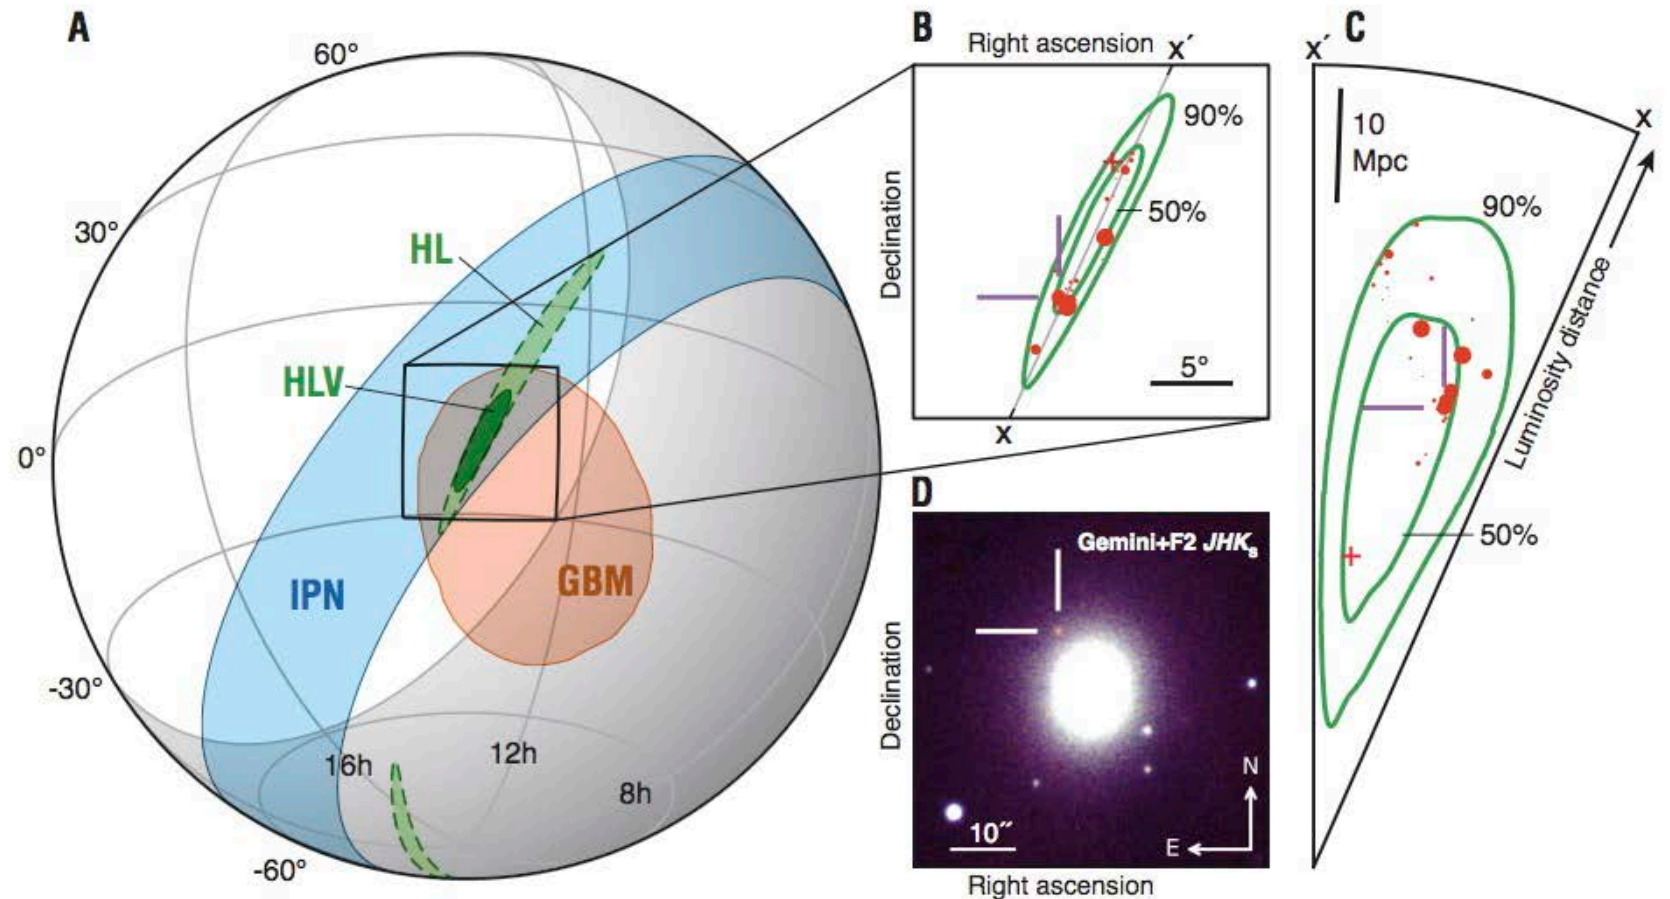 A
60°
30°
0°
-30°
-60°
HL
HLV
IPN
GBM
16h
12h
8h
B
Right ascension
X´
90%
50%
Declination
5°
X
C
X´
X
10
Mpc
90%
50%
Luminosity distance
D
Gemini+F2 JHKs
Declination
10″
N
E
Right ascension